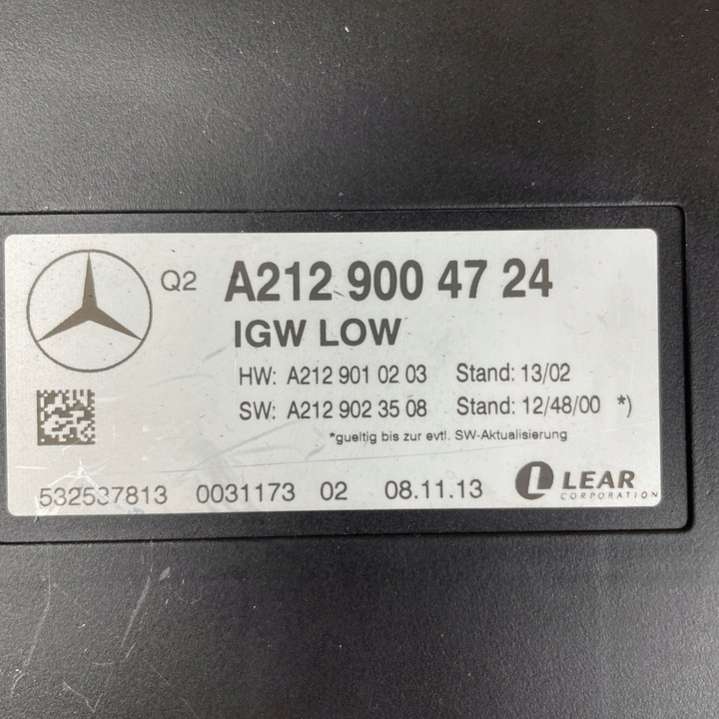 Q2 A212 900 47 24
IGW LOW
HW: A212 901 02 03 Stand: 13/02
SW: A212 902 35 08 Stand: 12/48/00 *)
*gueltig bis zur evtl. SW-Aktualisierung
532537813 0031173 02 08.11.13 LEAR
CORPORATION